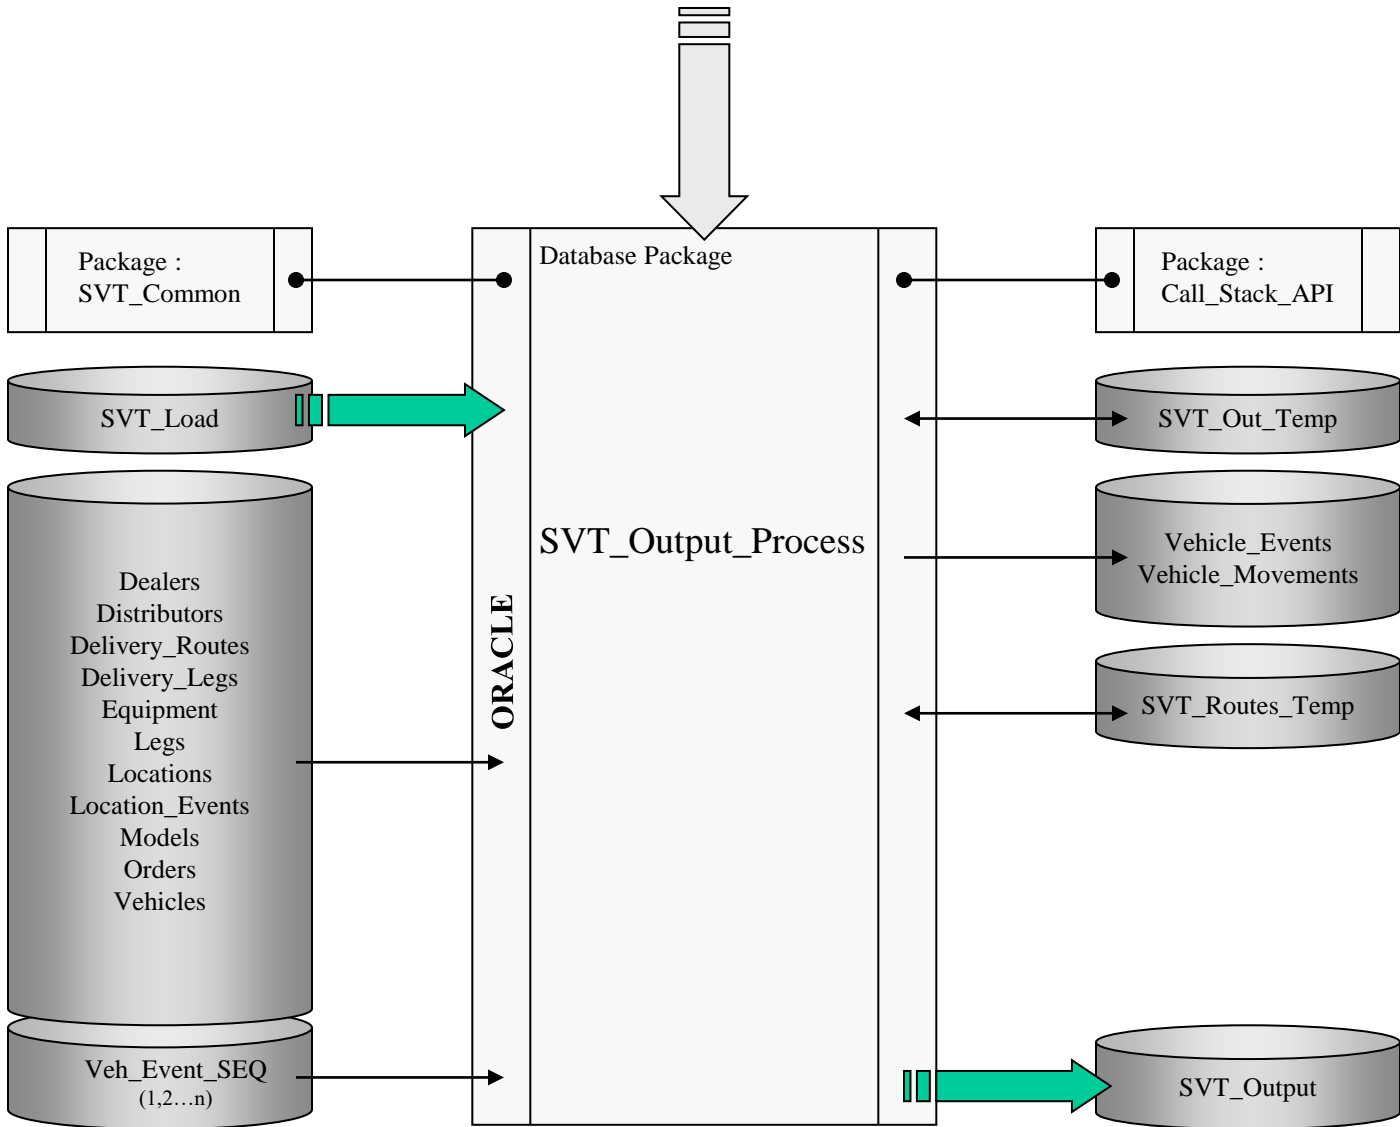 Package :
SVT_Common
Database Package
Package :
Call_Stack_API
SVT_Load
SVT_Out_Temp
SVT_Output_Process
ORACLE
Vehicle_Events
Vehicle_Movements
Dealers
Distributors
Delivery_Routes
Delivery_Legs
Equipment
Legs
Locations
Location_Events
Models
Orders
Vehicles
SVT_Routes_Temp
Veh_Event_SEQ
(1,2…n)
SVT_Output